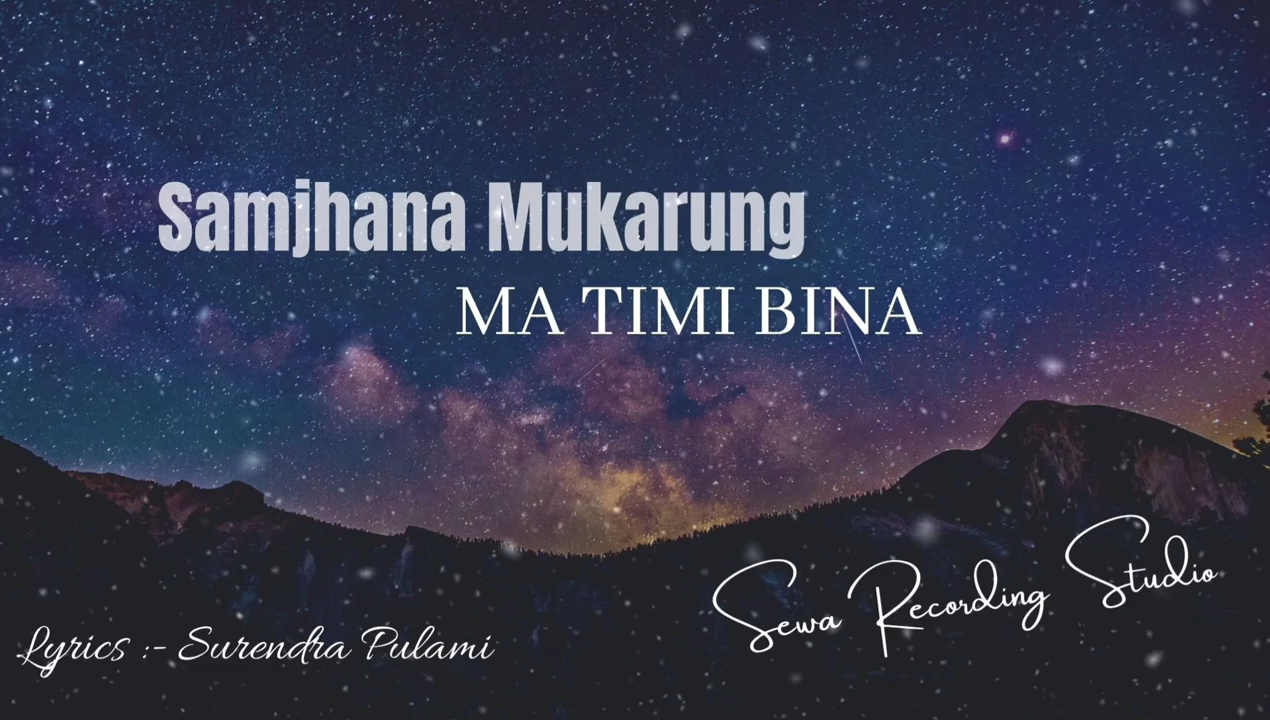 Samjhana Mukarung
MA TIMI BINA
Sewa Recording Studio
Lyrics :- Surendra Pulami